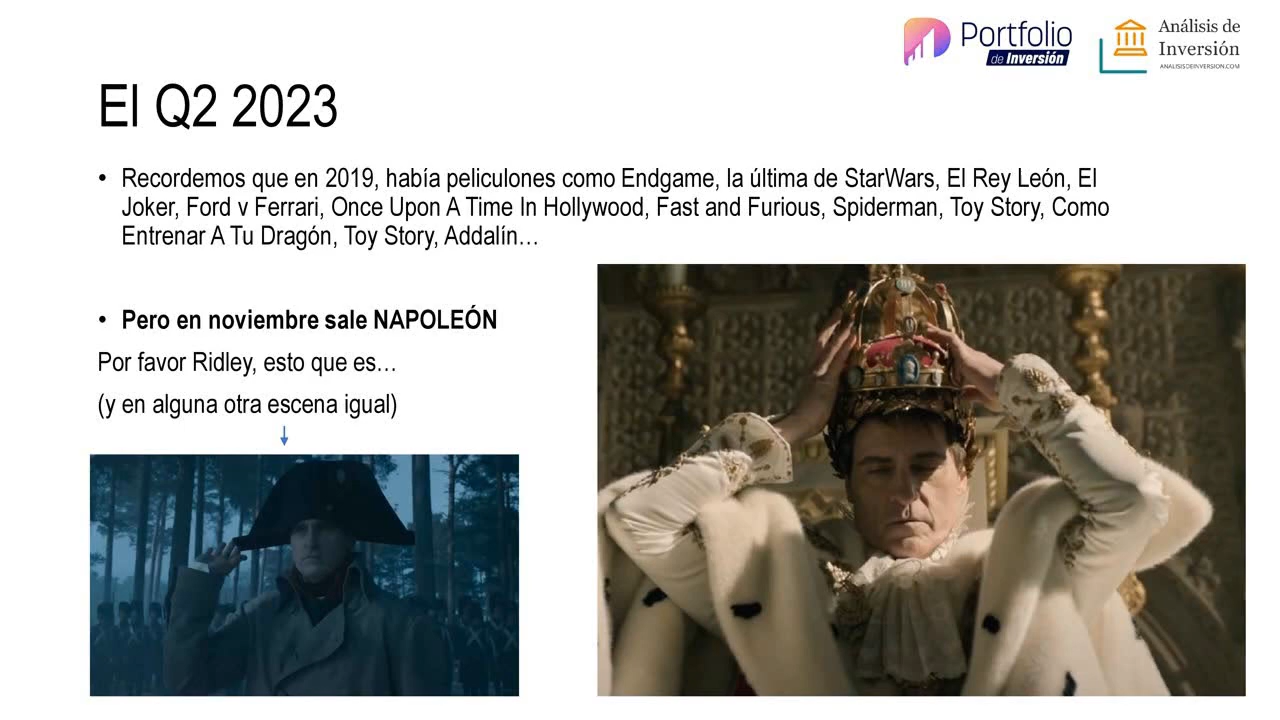 Portfolio
de Inversión
Análisis de
Inversión
ANALISISDEINVERSION.COM
El Q2 2023
• Recordemos que en 2019, había peliculones como Endgame, la última de StarWars, El Rey León, El
Joker, Ford v Ferrari, Once Upon A Time In Hollywood, Fast and Furious, Spiderman, Toy Story, Como
Entrenar A Tu Dragón, Toy Story, Addalín…
• Pero en noviembre sale NAPOLEÓN
Por favor Ridley, esto que es…
(y en alguna otra escena igual)